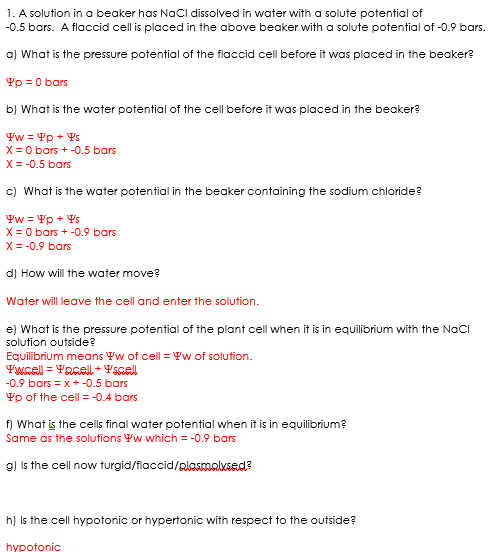 1. A solution in a beaker has NaCl dissolved in water with a solute potential of
-0.5 bars.  A flaccid cell is placed in the above beaker with a solute potential of -0.9 bars.
a) What is the pressure potential of the flaccid cell before it was placed in the beaker?
Ψp = 0 bars
b) What is the water potential of the cell before it was placed in the beaker?
Ψw = Ψp + Ψs
X = 0 bars + -0.5 bars
X = -0.5 bars
c)  What is the water potential in the beaker containing the sodium chloride?
Ψw = Ψp + Ψs
X = 0 bars + -0.9 bars
X = -0.9 bars
d) How will the water move?
Water will leave the cell and enter the solution.
e) What is the pressure potential of the plant cell when it is in equilibrium with the NaCl
solution outside?
Equilibrium means Ψw of cell = Ψw of solution.
Ψwcell = Ψpcell + Ψscell
-0.9 bars = x + -0.5 bars
Ψp of the cell = -0.4 bars
f) What is the cells final water potential when it is in equilibrium?
Same as the solutions Ψw which = -0.9 bars
g) Is the cell now turgid/flaccid/plasmolysed?
h) Is the cell hypotonic or hypertonic with respect to the outside?
hypotonic